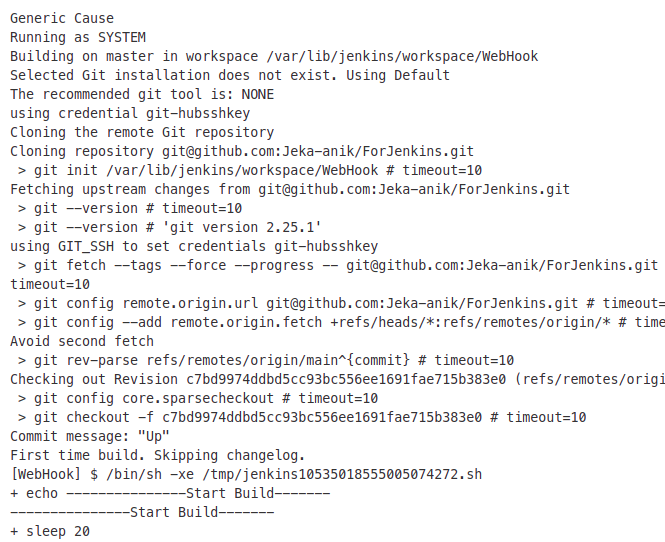 Generic Cause
Running as SYSTEM
Building on master in workspace /var/lib/jenkins/workspace/WebHook
Selected Git installation does not exist. Using Default
The recommended git tool is: NONE
using credential git-hubsshkey
Cloning the remote Git repository
Cloning repository git@github.com:Jeka-anik/ForJenkins.git
 > git init /var/lib/jenkins/workspace/WebHook # timeout=10
Fetching upstream changes from git@github.com:Jeka-anik/ForJenkins.git
 > git --version # timeout=10
 > git --version # 'git version 2.25.1'
using GIT_SSH to set credentials git-hubsshkey
 > git fetch --tags --force --progress -- git@github.com:Jeka-anik/ForJenkins.git
timeout=10
 > git config remote.origin.url git@github.com:Jeka-anik/ForJenkins.git # timeout=
 > git config --add remote.origin.fetch +refs/heads/*:refs/remotes/origin/* # time
Avoid second fetch
 > git rev-parse refs/remotes/origin/main^{commit} # timeout=10
Checking out Revision c7bd9974ddbd5cc93bc556ee1691fae715b383e0 (refs/remotes/origi
 > git config core.sparsecheckout # timeout=10
 > git checkout -f c7bd9974ddbd5cc93bc556ee1691fae715b383e0 # timeout=10
Commit message: "Up"
First time build. Skipping changelog.
[WebHook] $ /bin/sh -xe /tmp/jenkins10535018555005074272.sh
+ echo ---------------Start Build-------
---------------Start Build-------
+ sleep 20